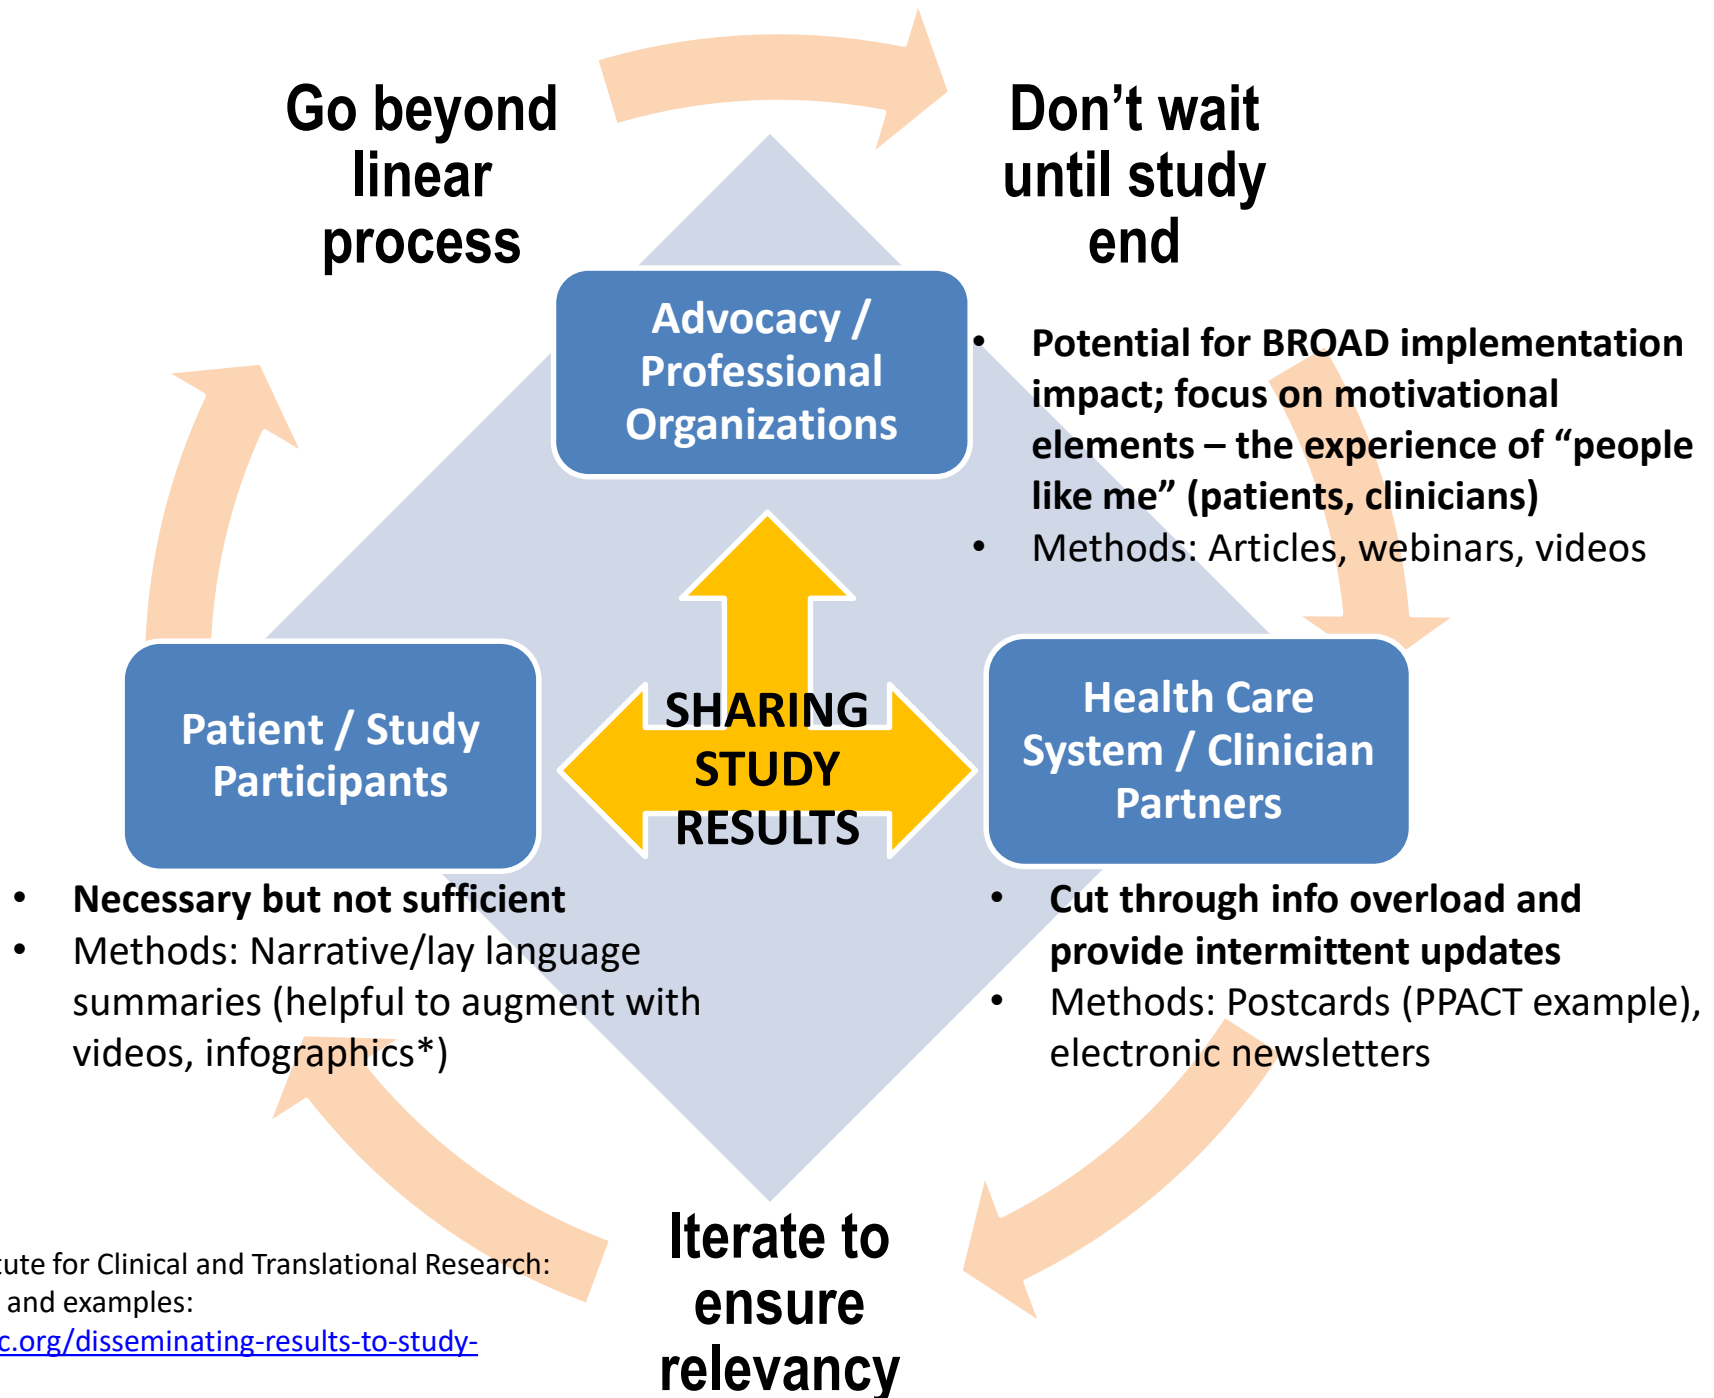 Go beyond
linear
process
Don’t wait
until study
end
Advocacy /
Professional
Organizations
• Potential for BROAD implementation
impact; focus on motivational
elements – the experience of “people
like me” (patients, clinicians)
• Methods: Articles, webinars, videos
Patient / Study
Participants
SHARING
STUDY
RESULTS
Health Care
System / Clinician
Partners
• Necessary but not sufficient
• Methods: Narrative/lay language
summaries (helpful to augment with
videos, infographics*)
• Cut through info overload and
provide intermittent updates
• Methods: Postcards (PPACT example),
electronic newsletters
Iterate to
ensure
relevancy
tute for Clinical and Translational Research:
and examples:
c.org/disseminating-results-to-study-